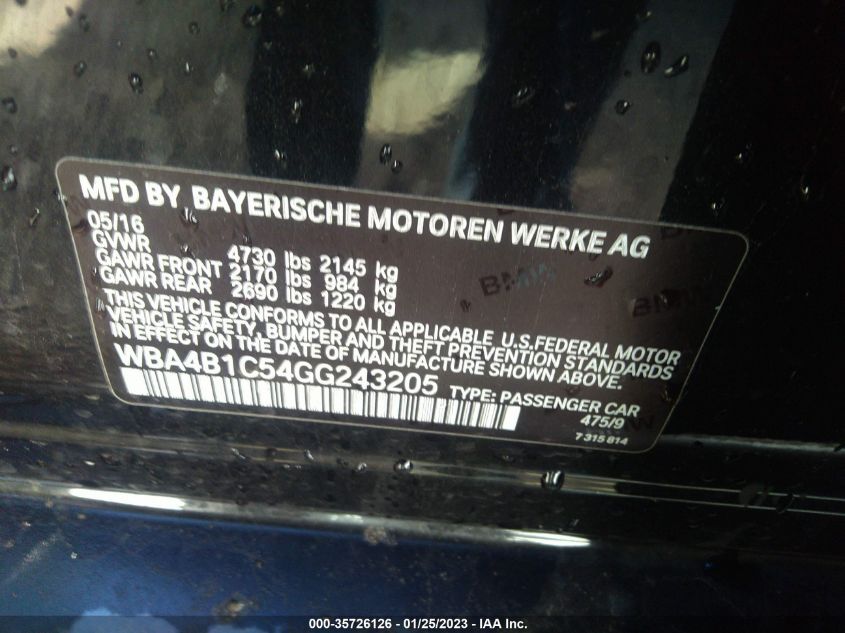 MFD BY BAYERISCHE MOTOREN WERKE AG
05/16
GVWR 4730 lbs 2145 kg
GAWR FRONT 2170 lbs 984 kg
GAWR REAR 2690 lbs 1220 kg
THIS VEHICLE CONFORMS TO ALL APPLICABLE U.S.FEDERAL MOTOR
VEHICLE SAFETY, BUMPER AND THEFT PREVENTION STANDARDS
IN EFFECT ON THE DATE OF MANUFACTURE SHOWN ABOVE.
WBA4B1C54GG243205 TYPE: PASSENGER CAR
475/9
7 315 814
BMW
BMW
000-35726126 - 01/25/2023 - IAA Inc.